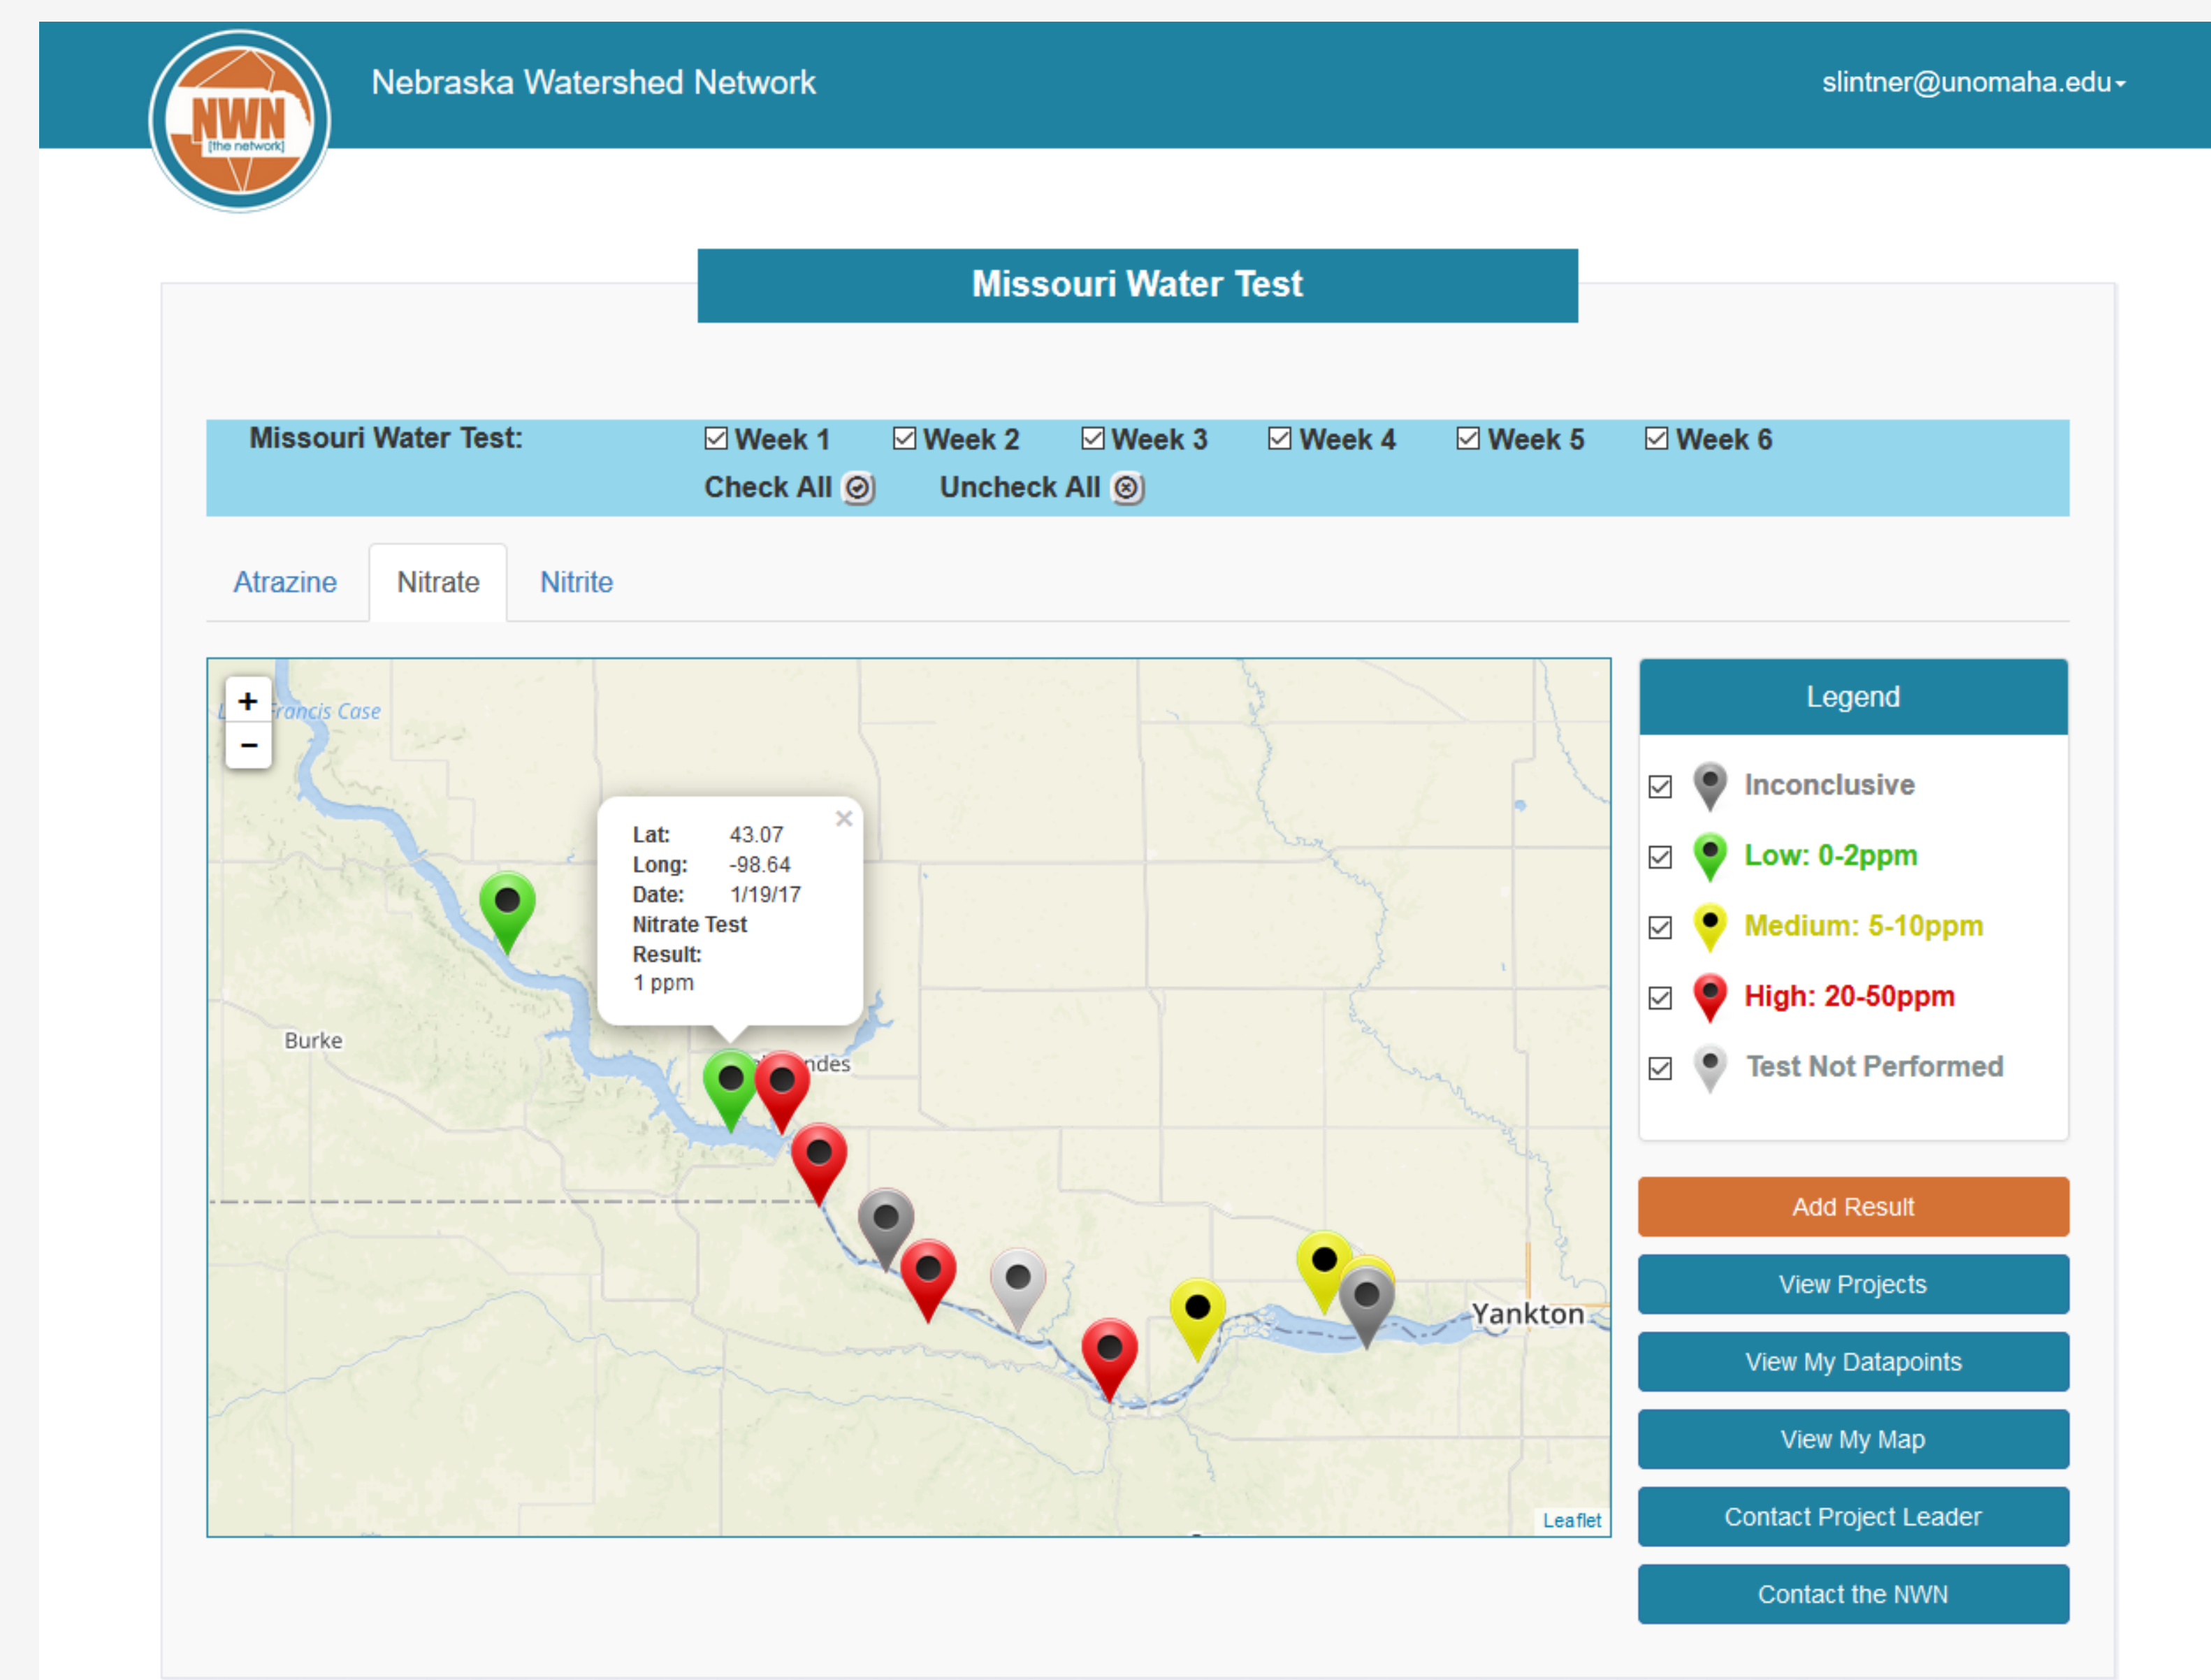 NWN
[the network]
Nebraska Watershed Network
slintner@unomaha.edu
Missouri Water Test
Missouri Water Test: Week 1 Week 2 Week 3 Week 4 Week 5 Week 6
Check All Uncheck All
Atrazine Nitrate Nitrite
+
−
Francis Case
×
Lat: 43.07
Long: -98.64
Date: 1/19/17
Nitrate Test
Result:
1 ppm
Burke
Yankton
Leaflet
Legend
Inconclusive
Low: 0-2ppm
Medium: 5-10ppm
High: 20-50ppm
Test Not Performed
Add Result
View Projects
View My Datapoints
View My Map
Contact Project Leader
Contact the NWN